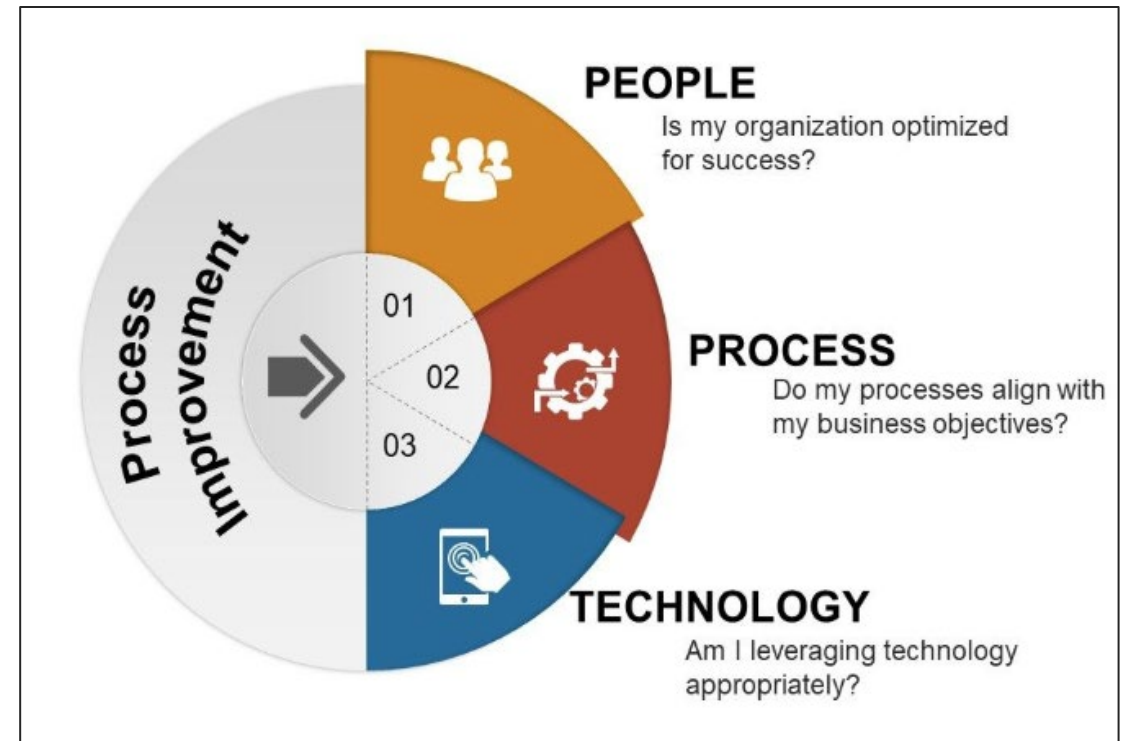 Process
Improvement
01
02
03
PEOPLE
Is my organization optimized
for success?
PROCESS
Do my processes align with
my business objectives?
TECHNOLOGY
Am I leveraging technology
appropriately?